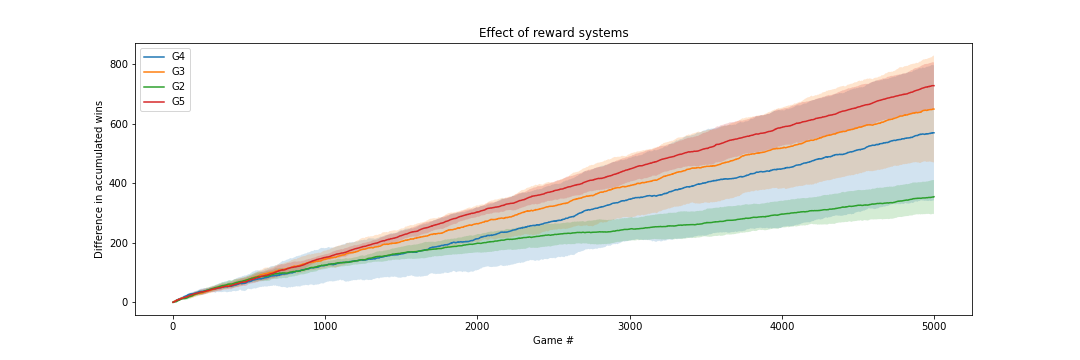 Effect of reward systems
G4
G3
G2
G5
Difference in accumulated wins
800
600
400
200
0
0 1000 2000 3000 4000 5000
Game #